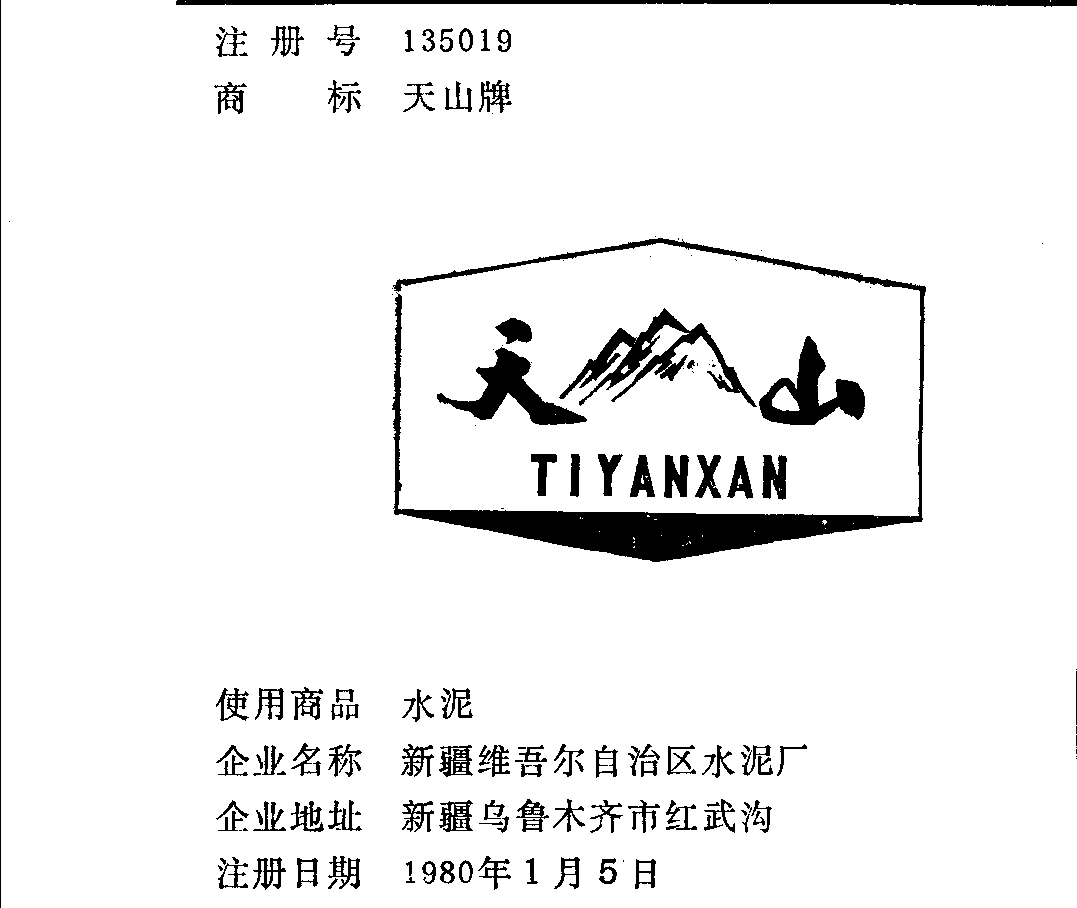 注册号 135019
商标 天山牌
天山
TIYANXAN
使用商品 水泥
企业名称 新疆维吾尔自治区水泥厂
企业地址 新疆乌鲁木齐市红武沟
注册日期 1980年1月5日